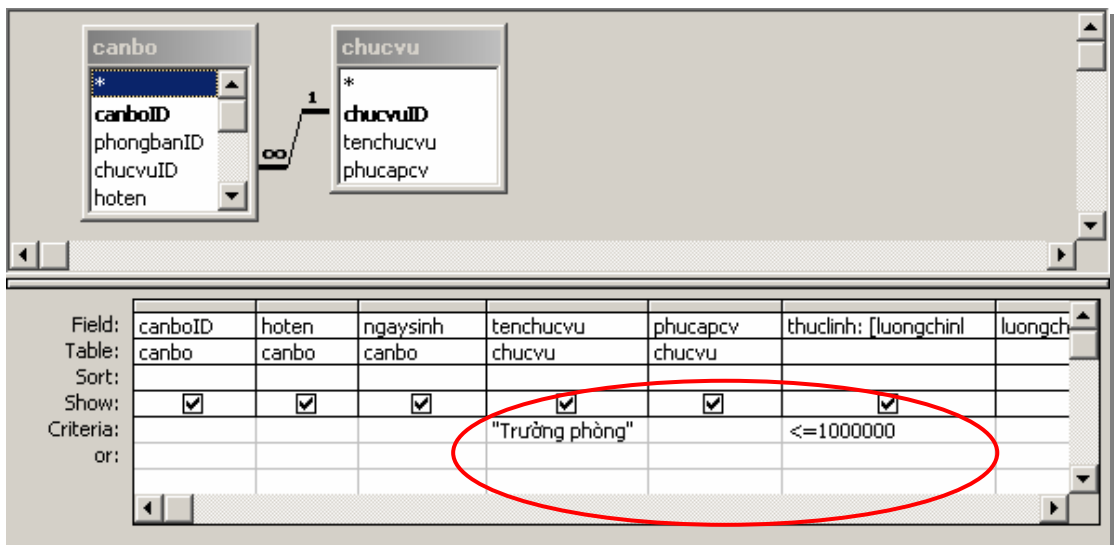 canbo
*
canboID
phongbanID
chucvuID
hoten
∞
1
chucvu
*
chucvuID
tenchucvu
phucapcv
Field: canboID hoten ngaysinh tenchucvu phucapcv thuclinh: [luongchinl luongch
Table: canbo canbo canbo chucvu chucvu
Sort:
Show:
Criteria: "Trưởng phòng" <=1000000
or: